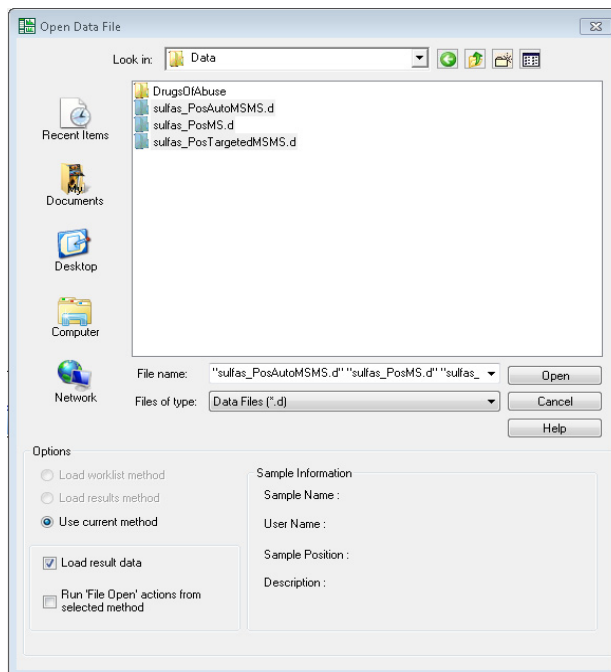 Open Data File
Look in: Data
DrugsOfAbuse
sulfas_PosAutoMSMS.d
sulfas_PosMS.d
sulfas_PosTargetedMSMS.d
Recent Items
My
Documents
Desktop
Computer
Network
File name: "sulfas_PosAutoMSMS.d" "sulfas_PosMS.d" "sulfas_ Open
Files of type: Data Files (*.d) Cancel
Help
Options
Load worklist method
Load results method
Use current method
Load result data
Run 'File Open' actions from
selected method
Sample Information
Sample Name :
User Name :
Sample Position :
Description :